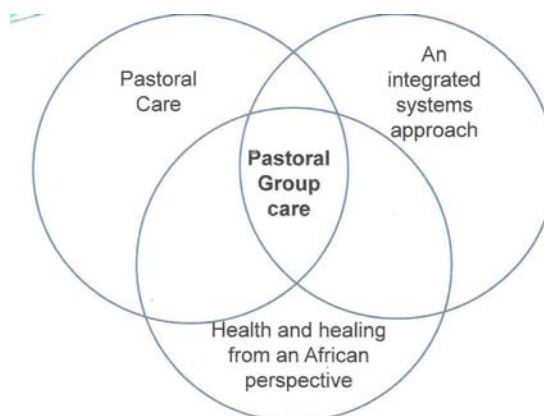 Pastoral
Care
An
integrated
systems
approach
Pastoral
Group
care
Health and healing
from an African
perspective